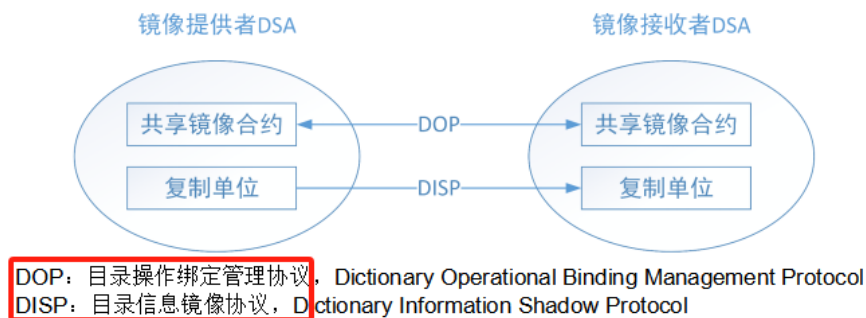 镜像提供者DSA
镜像接收者DSA
共享镜像合约
DOP
共享镜像合约
复制单位
DISP
复制单位
DOP：目录操作绑定管理协议，Dictionary Operational Binding Management Protocol
DISP：目录信息镜像协议，Dictionary Information Shadow Protocol